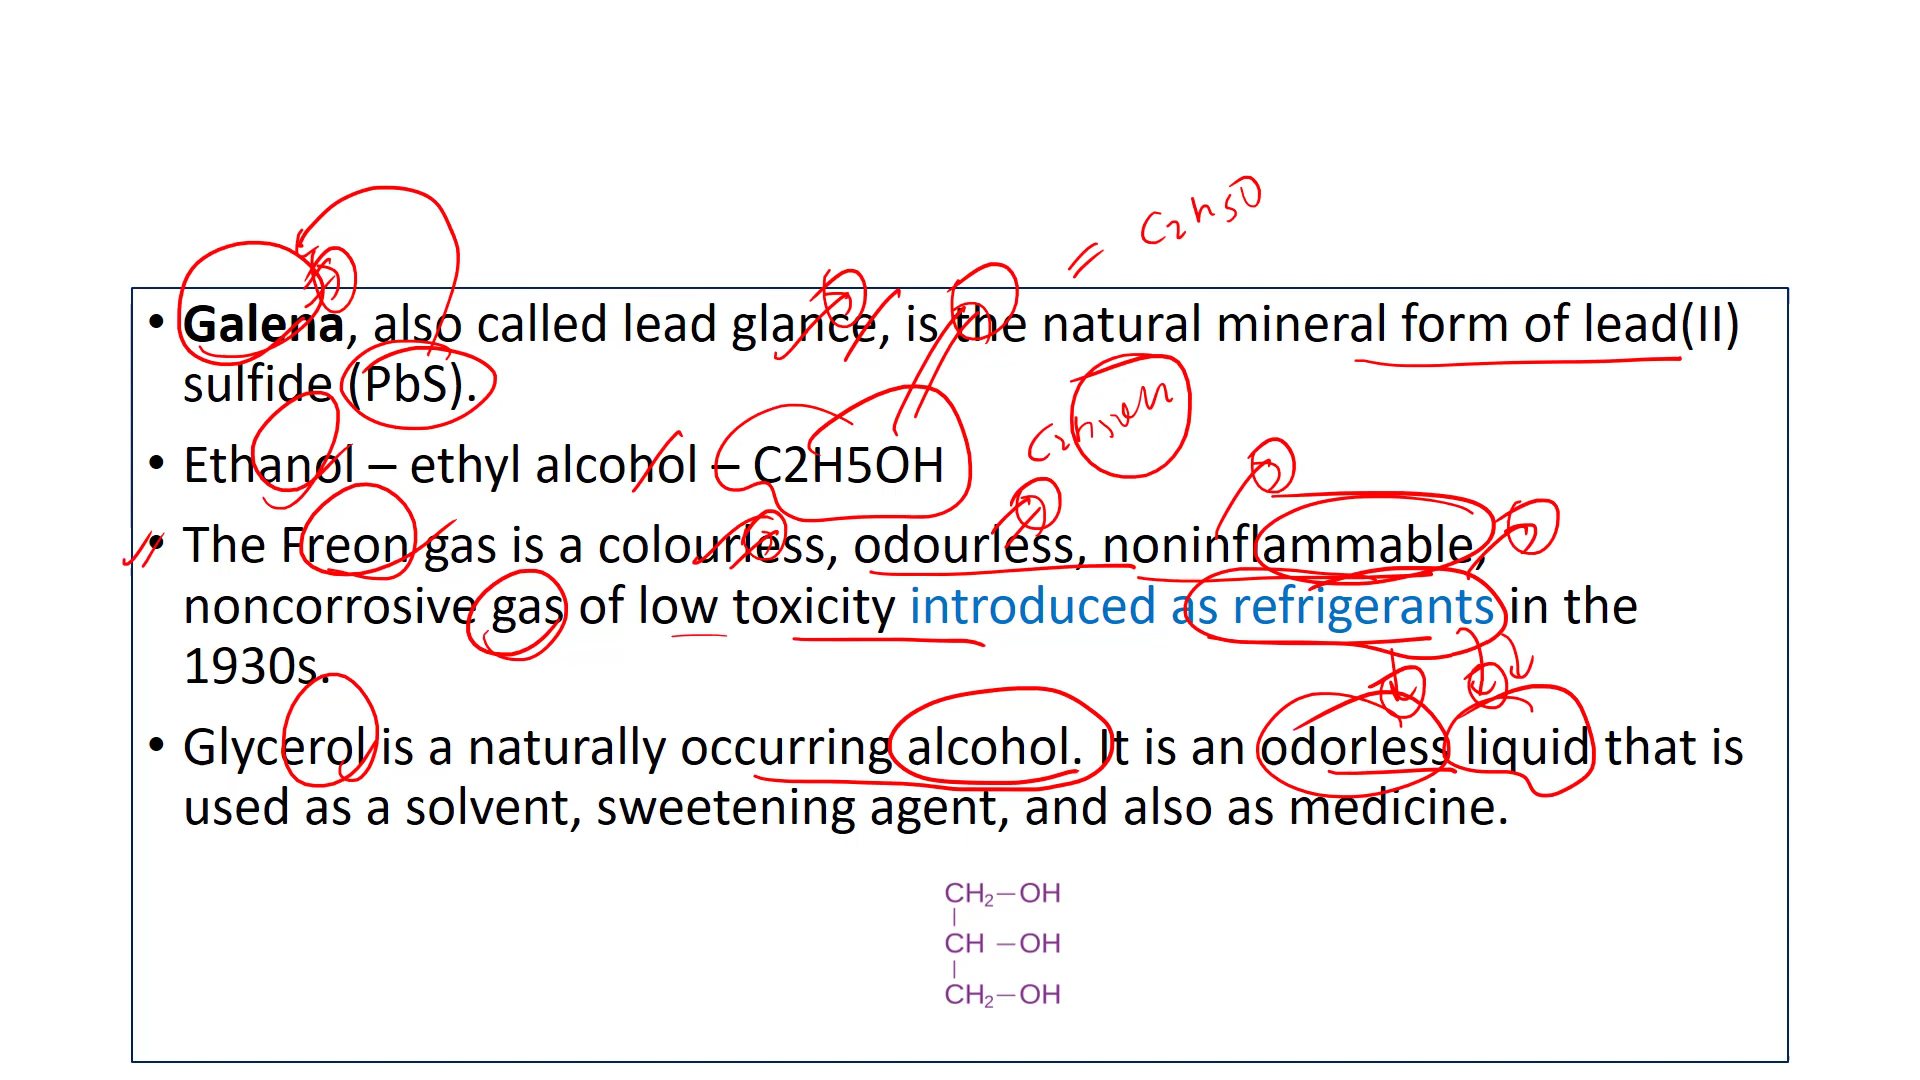 = C2h5O
• Galena, also called lead glance, is the natural mineral form of lead(II)
sulfide (PbS).
• Ethanol – ethyl alcohol – C2H5OH
• The Freon gas is a colourless, odourless, noninflammable,
noncorrosive gas of low toxicity introduced as refrigerants in the
1930s.
• Glycerol is a naturally occurring alcohol. It is an odorless liquid that is
used as a solvent, sweetening agent, and also as medicine.
CH₂—OH
|
CH —OH
|
CH₂—OH